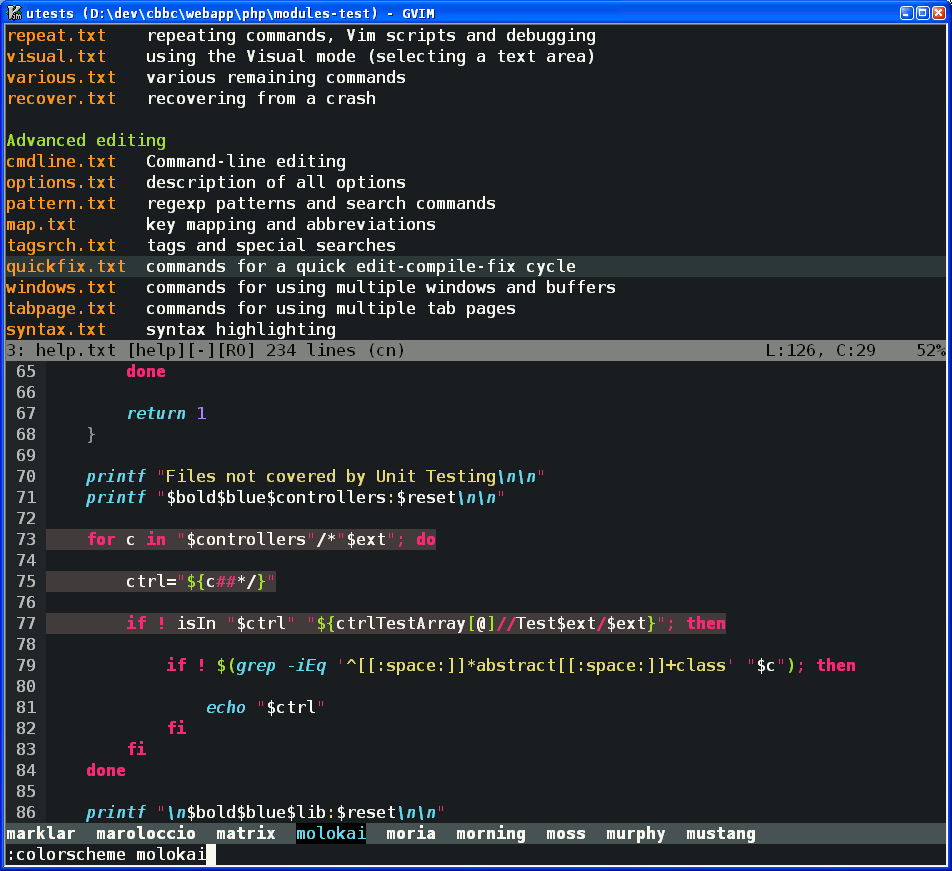 utests (D:\dev\cbbc\webapp\php\modules-test) - GVIM
repeat.txt repeating commands, Vim scripts and debugging
visual.txt using the Visual mode (selecting a text area)
various.txt various remaining commands
recover.txt recovering from a crash
Advanced editing
cmdline.txt Command-line editing
options.txt description of all options
pattern.txt regexp patterns and search commands
map.txt key mapping and abbreviations
tagsrch.txt tags and special searches
quickfix.txt commands for a quick edit-compile-fix cycle
windows.txt commands for using multiple windows and buffers
tabpage.txt commands for using multiple tab pages
syntax.txt syntax highlighting
3: help.txt [help][-][RO] 234 lines (cn) L:126, C:29 52%
65 done
66
67 return 1
68 }
69
70 printf "Files not covered by Unit Testing\n\n"
71 printf "$bold$blue$controllers:$reset\n\n"
72
73 for c in "$controllers"/*"$ext"; do
74
75 ctrl="${c##*/}"
76
77 if ! isIn "$ctrl" "${ctrlTestArray[@]//Test$ext/$ext}"; then
78
79 if ! $(grep -iEq '^[[:space:]]*abstract[[:space:]]+class' "$c"); then
80
81 echo "$ctrl"
82 fi
83 fi
84 done
85
86 printf "\n$bold$blue$lib:$reset\n\n"
marklar maroloccio matrix molokai moria morning moss murphy mustang
:colorscheme molokai